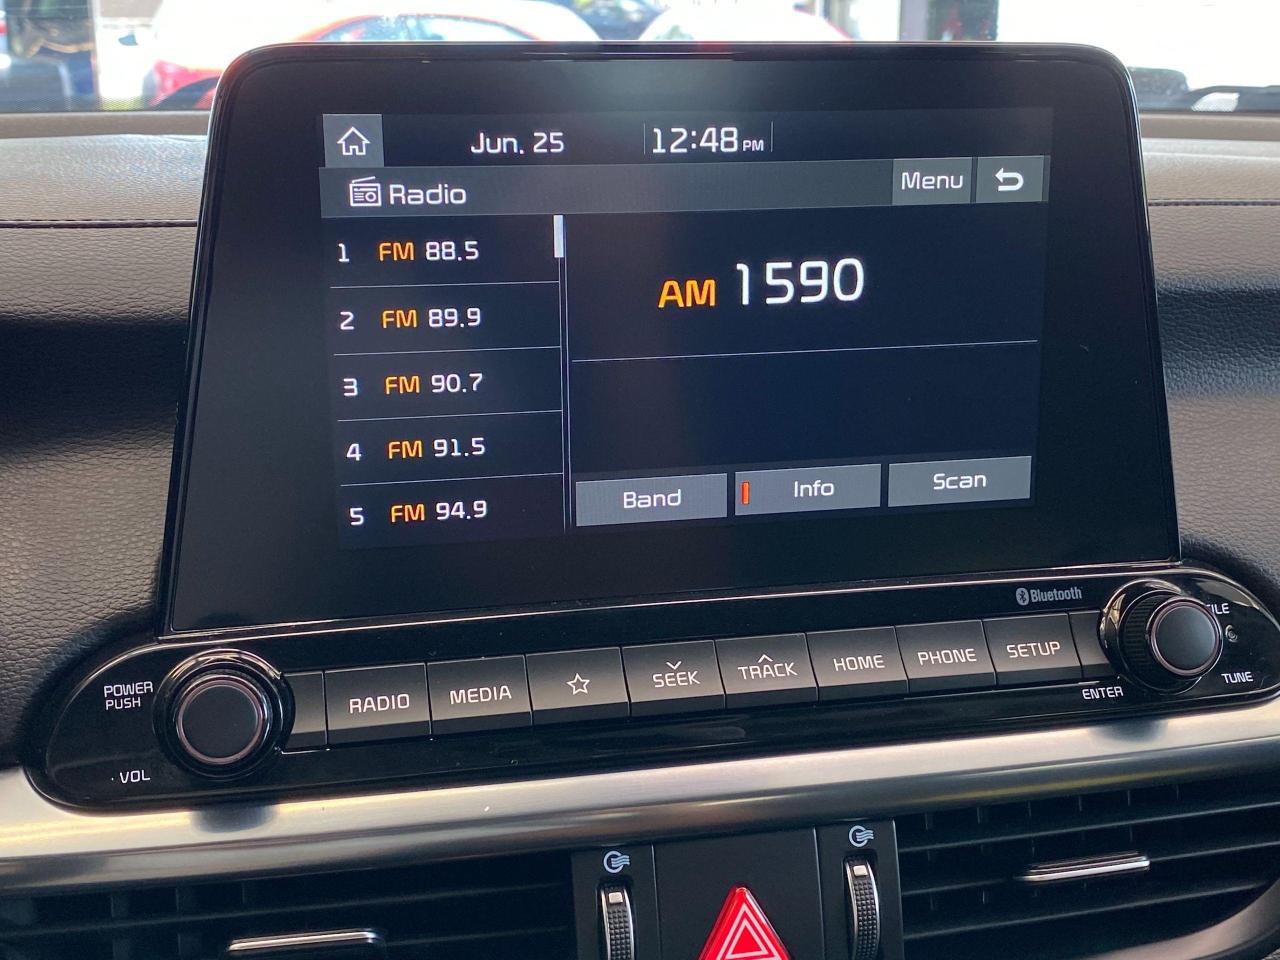 Jun. 25 12:48 PM
Radio Menu
1 FM 88.5
2 FM 89.9
3 FM 90.7
4 FM 91.5
5 FM 94.9
AM 1590
Band Info Scan
Bluetooth
POWER
PUSH
VOL
RADIO MEDIA SEEK TRACK HOME PHONE SETUP
ENTER
TUNE